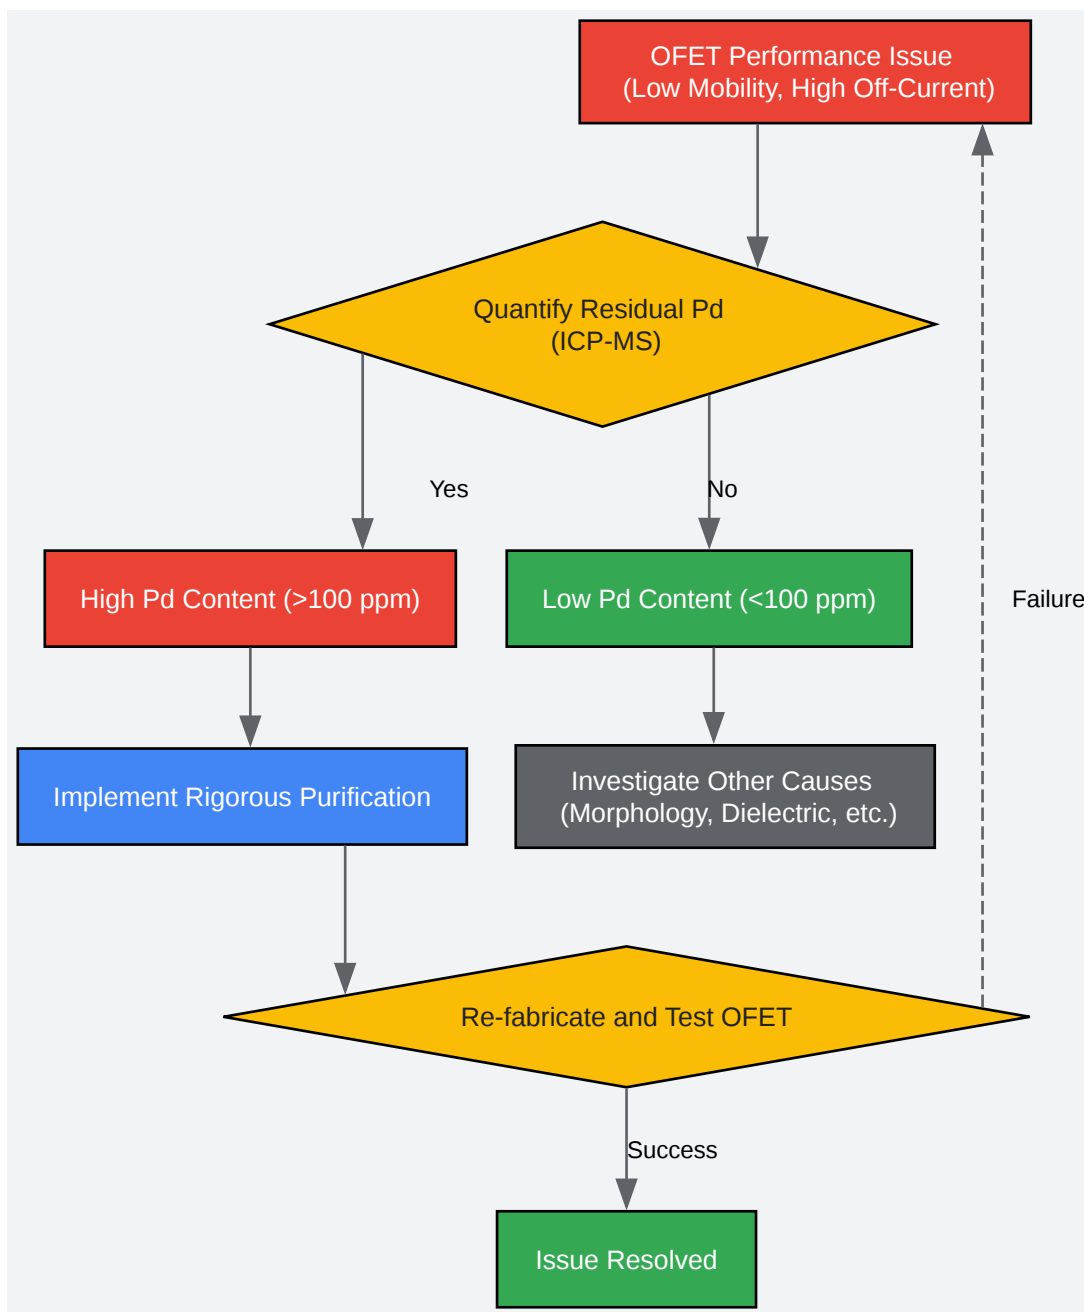 OFET Performance Issue
(Low Mobility, High Off-Current)
Quantify Residual Pd
(ICP-MS)
Yes
No
High Pd Content (>100 ppm)
Low Pd Content (<100 ppm)
Failure
Implement Rigorous Purification
Investigate Other Causes
(Morphology, Dielectric, etc.)
Re-fabricate and Test OFET
Success
Issue Resolved